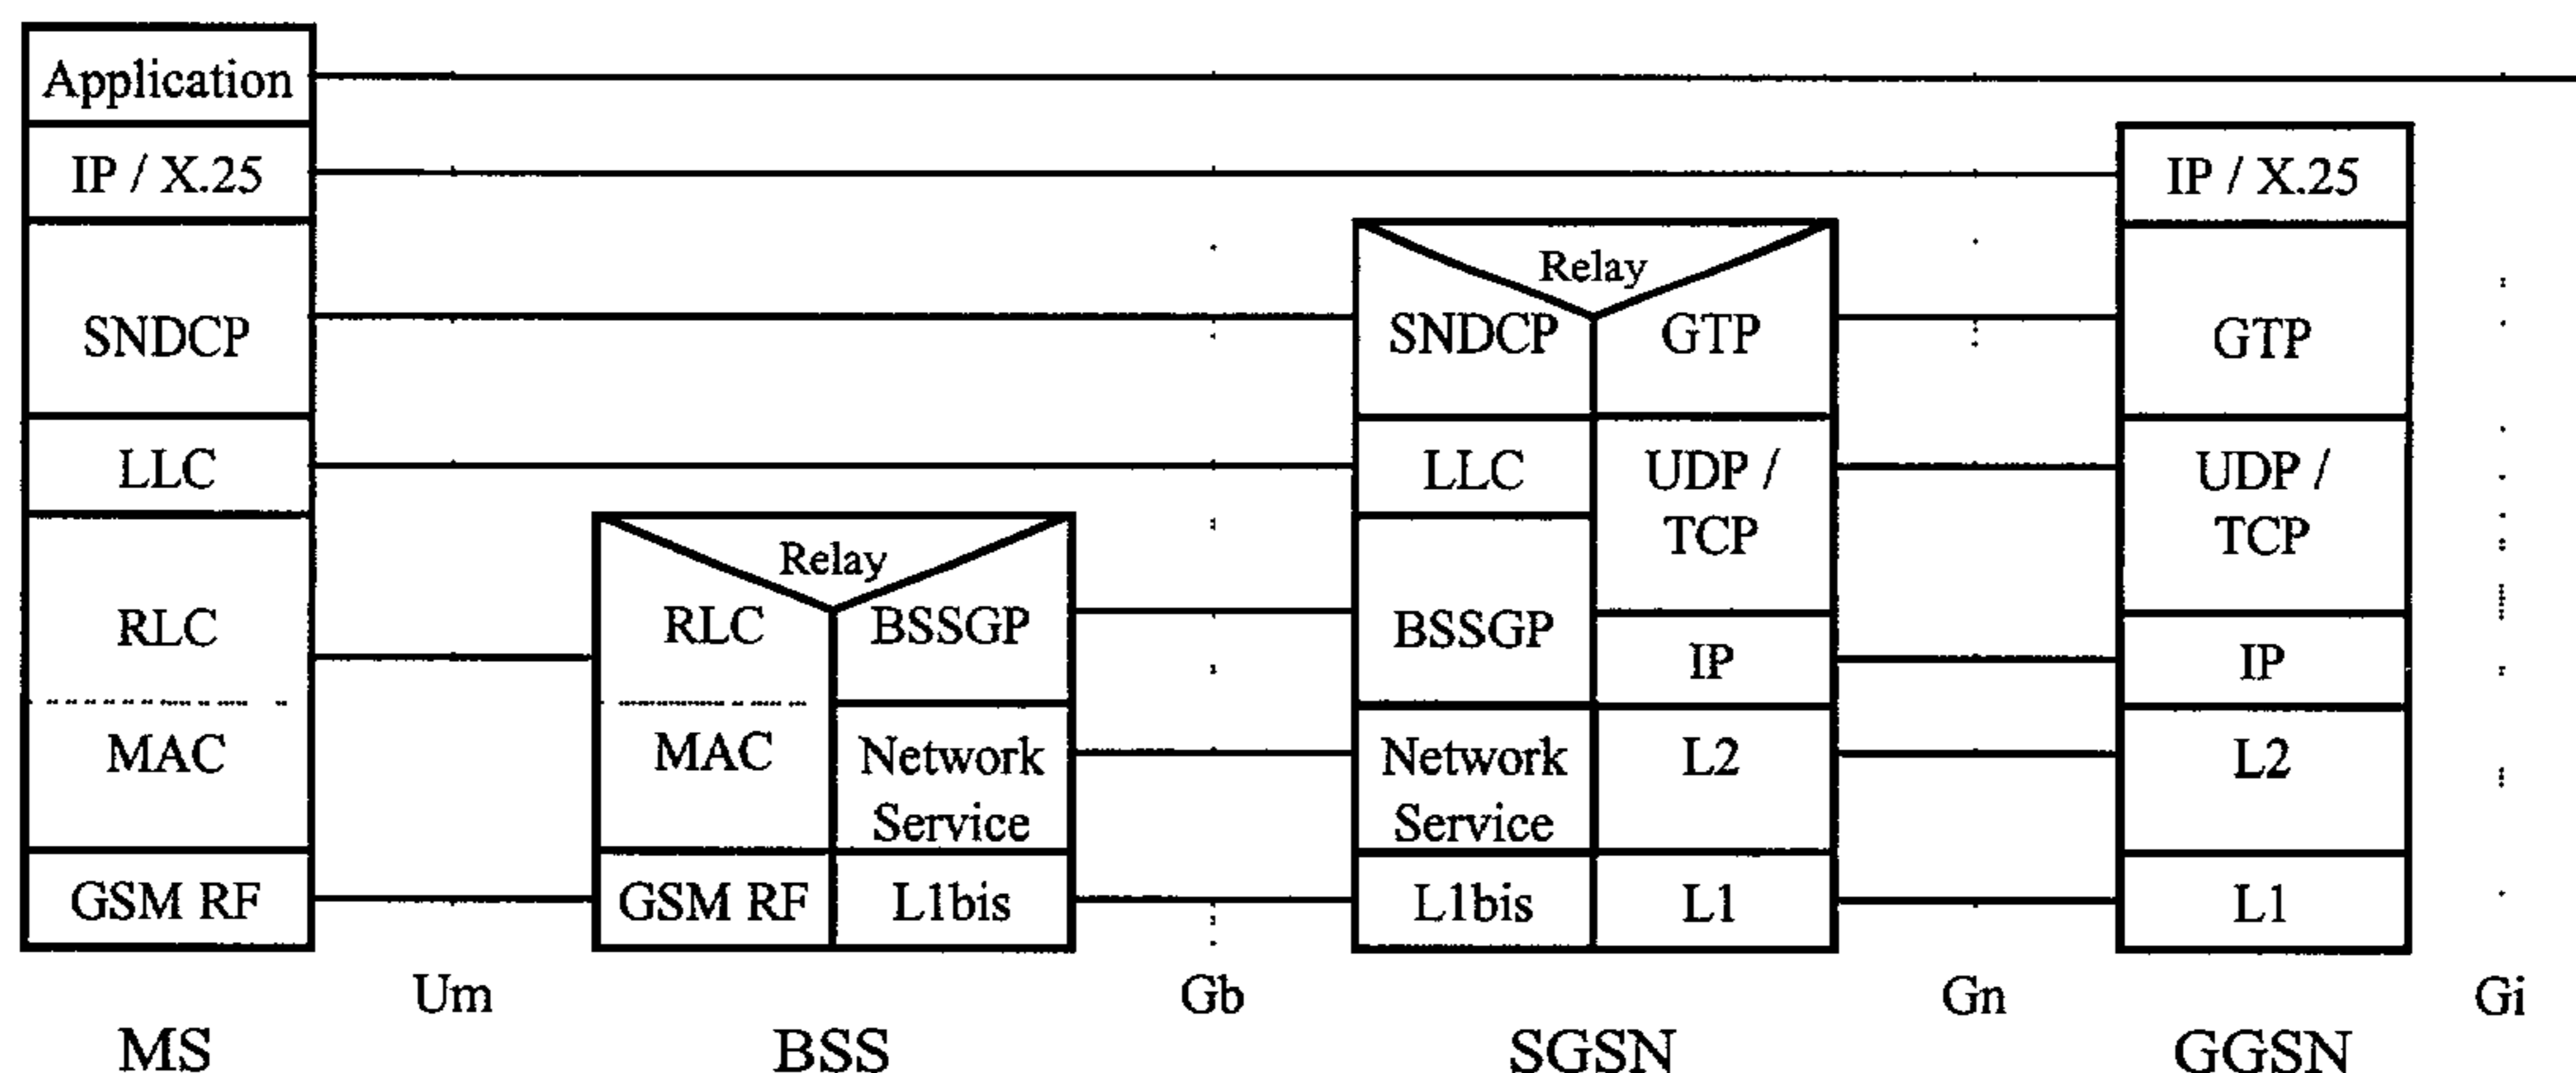 Application
IP / X.25
SNDCP
LLC
RLC
MAC
GSM RF
MS
Um
Relay
RLC
BSSGP
MAC
Network
Service
GSM RF
L1bis
BSS
Gb
Relay
SNDCP
GTP
LLC
UDP /
TCP
BSSGP
IP
Network
Service
L2
L1bis
L1
SGSN
Gn
IP / X.25
GTP
UDP /
TCP
IP
L2
L1
GGSN
Gi